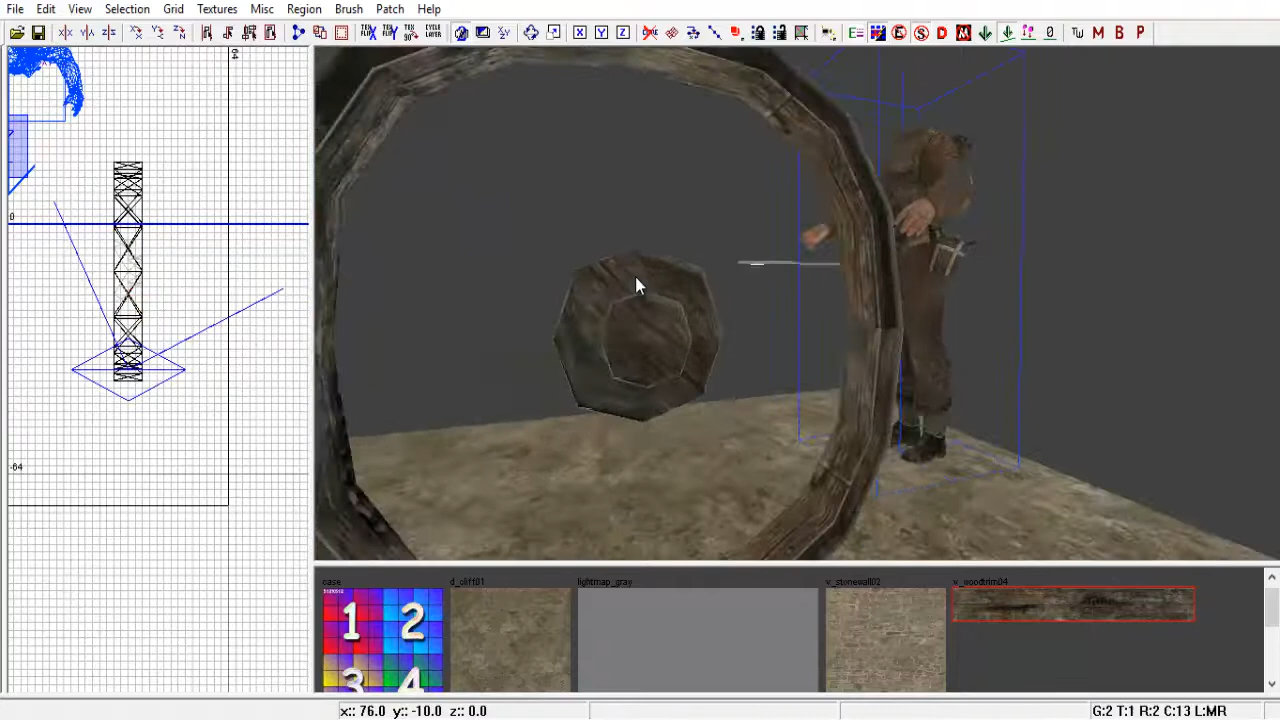 File Edit View Selection Grid Textures Misc Region Brush Patch Help
64
0
-64
case d_cliff01 lightmap_gray v_stonewall02 v_woodtrim04
1 2
3 4
x:: 76.0 y:: -10.0 z:: 0.0
G:2 T:1 R:2 C:13 L:MR